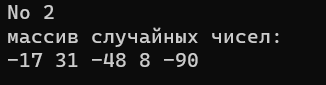 No 2
массив случайных чисел:
-17 31 -48 8 -90